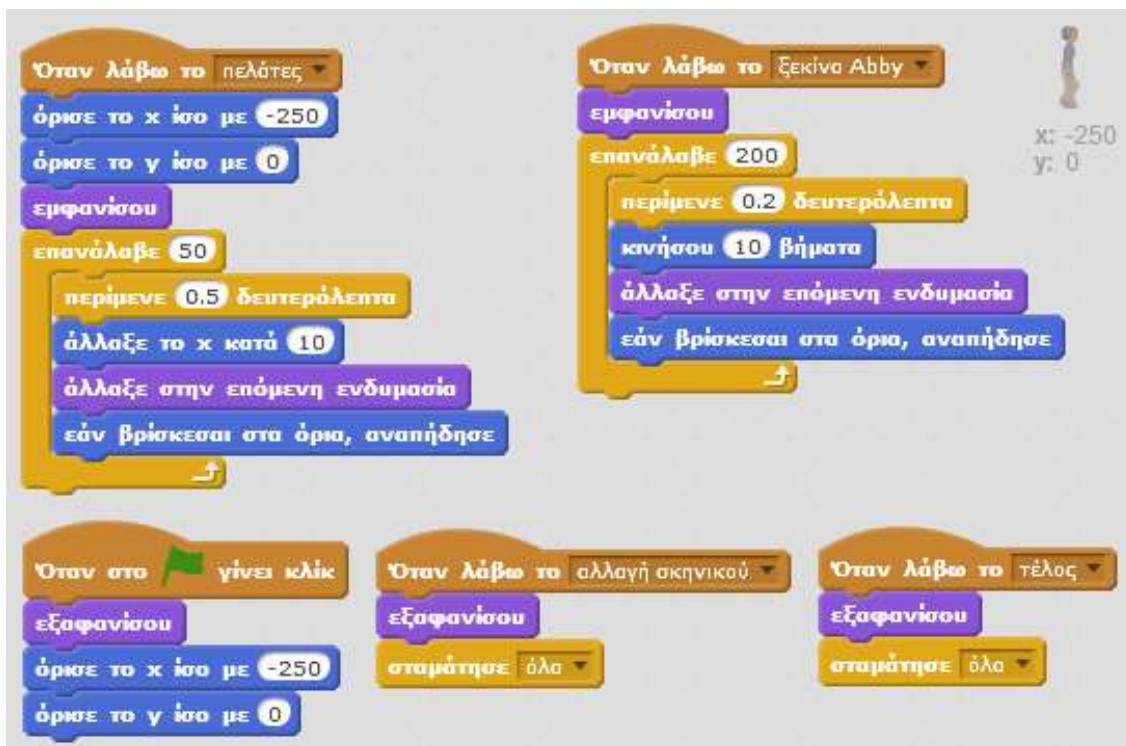 Όταν λάβω το πελάτες
όρισε το x ίσο με -250
όρισε το y ίσο με 0
εμφανίσου
επανάλαβε 50
περίμενε 0.5 δευτερόλεπτα
άλλαξε το x κατά 10
άλλαξε στην επόμενη ενδυμασία
εάν βρίσκεσαι στα όρια, αναπήδησε
Όταν λάβω το ξεκίνα Abby
εμφανίσου
επανάλαβε 200
περίμενε 0.2 δευτερόλεπτα
κινήσου 10 βήματα
άλλαξε στην επόμενη ενδυμασία
εάν βρίσκεσαι στα όρια, αναπήδησε
x: -250
y: 0
Όταν στο γίνει κλίκ
εξαφανίσου
όρισε το x ίσο με -250
όρισε το y ίσο με 0
Όταν λάβω το αλλαγή σκηνικού
εξαφανίσου
σταμάτησε όλα
Όταν λάβω το τέλος
εξαφανίσου
σταμάτησε όλα